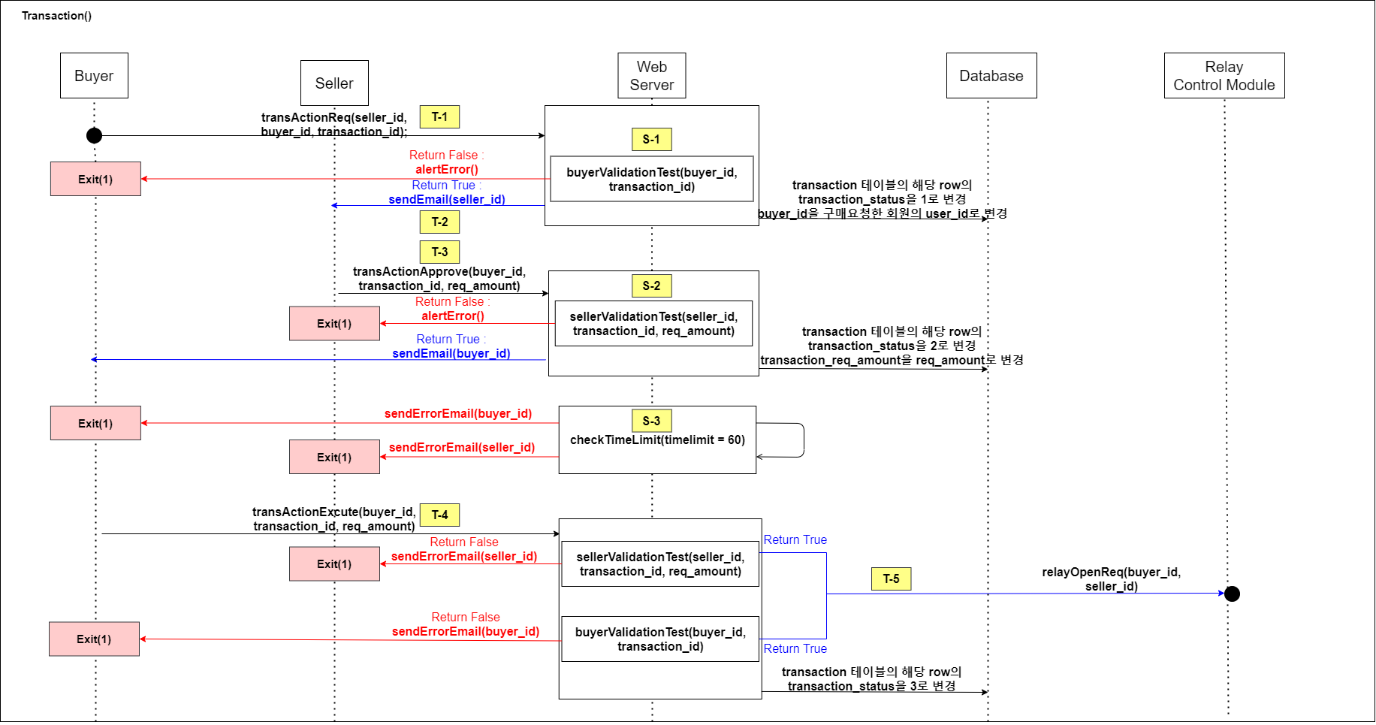 Transaction()
Buyer
Seller
Web
Server
Database
Relay
Control Module
transActionReq(seller_id,
buyer_id, transaction_id);
T-1
S-1
Return False :
alertError()
Exit(1)
buyerValidationTest(buyer_id,
transaction_id)
Return True :
sendEmail(seller_id)
T-2
transaction 테이블의 해당 row의
transaction_status을 1로 변경
buyer_id을 구매요청한 회원의 user_id로 변경
T-3
transActionApprove(buyer_id,
transaction_id, req_amount)
S-2
Return False :
alertError()
Exit(1)
sellerValidationTest(seller_id,
transaction_id, req_amount)
Return True :
sendEmail(buyer_id)
transaction 테이블의 해당 row의
transaction_status을 2로 변경
transaction_req_amount을 req_amount로 변경
Exit(1)
sendErrorEmail(buyer_id)
S-3
checkTimeLimit(timelimit = 60)
Exit(1)
sendErrorEmail(seller_id)
transActionExcute(buyer_id,
transaction_id, req_amount)
T-4
Return False
sendErrorEmail(seller_id)
Exit(1)
sellerValidationTest(seller_id,
transaction_id, req_amount)
Return True
T-5
relayOpenReq(buyer_id,
seller_id)
Return False
sendErrorEmail(buyer_id)
Exit(1)
buyerValidationTest(buyer_id,
transaction_id)
Return True
transaction 테이블의 해당 row의
transaction_status을 3로 변경